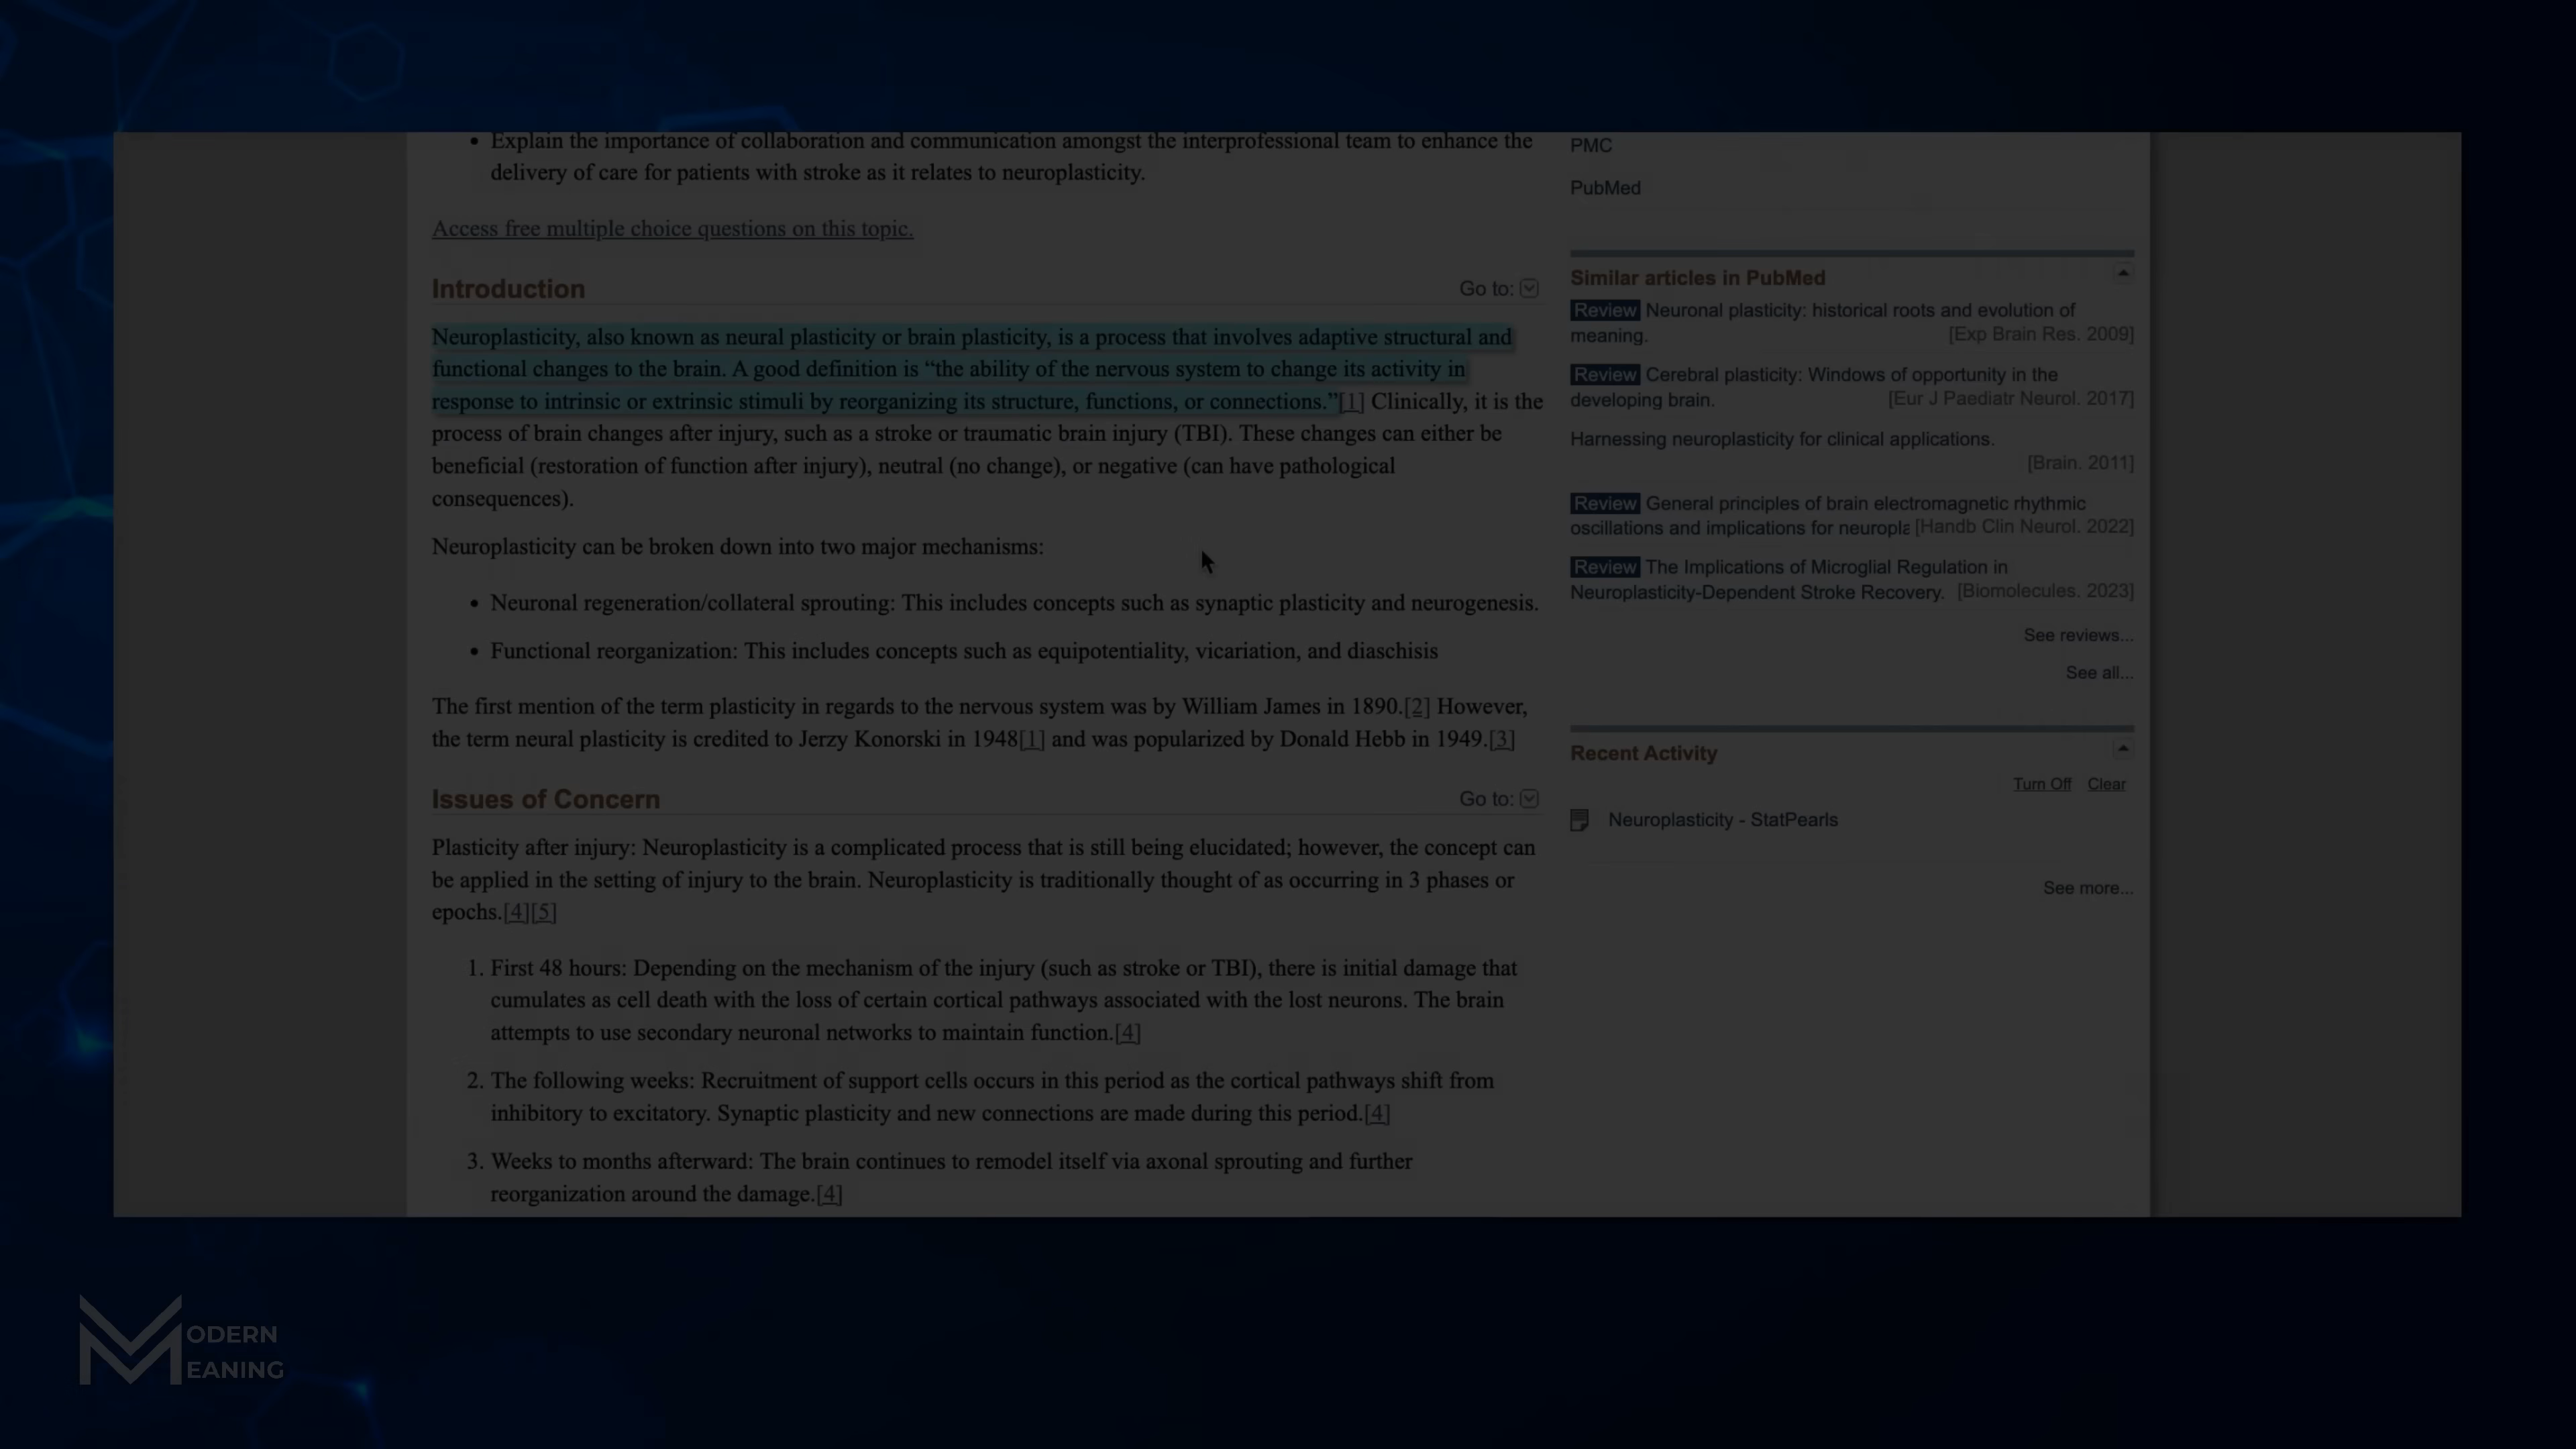 • Explain the importance of collaboration and communication amongst the interprofessional team to enhance the
delivery of care for patients with stroke as it relates to neuroplasticity.
Access free multiple choice questions on this topic.
Introduction
Go to:
Neuroplasticity, also known as neural plasticity or brain plasticity, is a process that involves adaptive structural and
functional changes to the brain. A good definition is “the ability of the nervous system to change its activity in
response to intrinsic or extrinsic stimuli by reorganizing its structure, functions, or connections.”[1] Clinically, it is the
process of brain changes after injury, such as a stroke or traumatic brain injury (TBI). These changes can either be
beneficial (restoration of function after injury), neutral (no change), or negative (can have pathological
consequences).
Neuroplasticity can be broken down into two major mechanisms:
• Neuronal regeneration/collateral sprouting: This includes concepts such as synaptic plasticity and neurogenesis.
• Functional reorganization: This includes concepts such as equipotentiality, vicariation, and diaschisis
The first mention of the term plasticity in regards to the nervous system was by William James in 1890.[2] However,
the term neural plasticity is credited to Jerzy Konorski in 1948[1] and was popularized by Donald Hebb in 1949.[3]
Issues of Concern
Go to:
Plasticity after injury: Neuroplasticity is a complicated process that is still being elucidated; however, the concept can
be applied in the setting of injury to the brain. Neuroplasticity is traditionally thought of as occurring in 3 phases or
epochs.[4][5]
1. First 48 hours: Depending on the mechanism of the injury (such as stroke or TBI), there is initial damage that
cumulates as cell death with the loss of certain cortical pathways associated with the lost neurons. The brain
attempts to use secondary neuronal networks to maintain function.[4]
2. The following weeks: Recruitment of support cells occurs in this period as the cortical pathways shift from
inhibitory to excitatory. Synaptic plasticity and new connections are made during this period.[4]
3. Weeks to months afterward: The brain continues to remodel itself via axonal sprouting and further
reorganization around the damage.[4]
PMC
PubMed
Similar articles in PubMed
Review Neuronal plasticity: historical roots and evolution of
meaning. [Exp Brain Res. 2009]
Review Cerebral plasticity: Windows of opportunity in the
developing brain. [Eur J Paediatr Neurol. 2017]
Harnessing neuroplasticity for clinical applications.
[Brain. 2011]
Review General principles of brain electromagnetic rhythmic
oscillations and implications for neuropla [Handb Clin Neurol. 2022]
Review The Implications of Microglial Regulation in
Neuroplasticity-Dependent Stroke Recovery. [Biomolecules. 2023]
See reviews...
See all...
Recent Activity
Turn Off Clear
Neuroplasticity - StatPearls
See more...
MODERN
MEANING